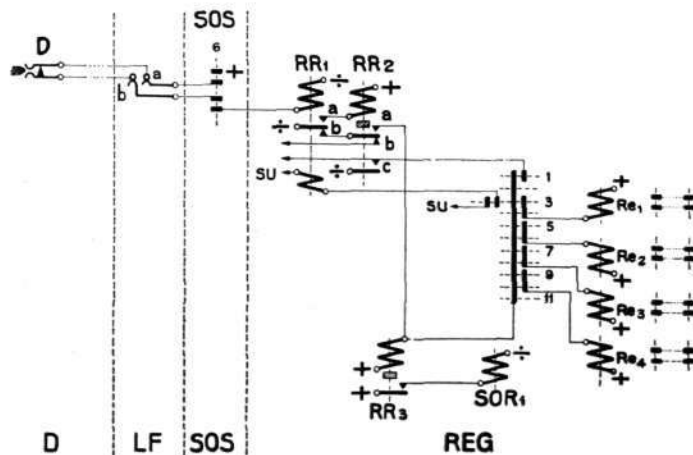 SOS
D
6
+
RR1
÷
RR2
+
a
b
a
a
÷
b
b
÷
c
SU
SU
1
3
5
7
9
11
+
Re1
Re2
+
Re3
+
Re4
+
+
÷
+
RR3
SOR1
D
LF
SOS
REG